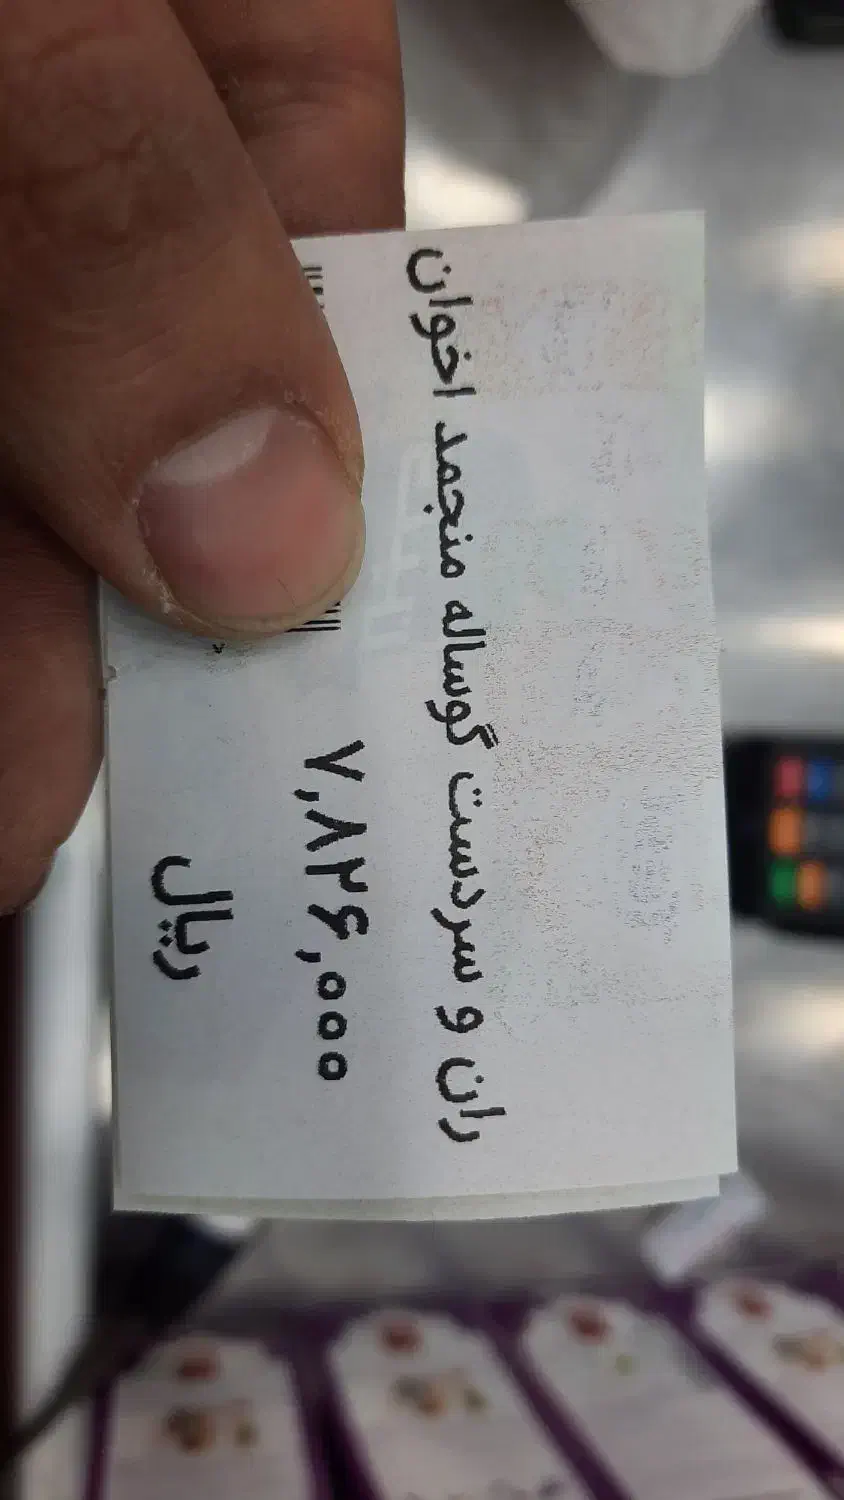 ران و سردست گوساله منجمد اخوان
۷,۸۲۶,۰۰۰
ریال